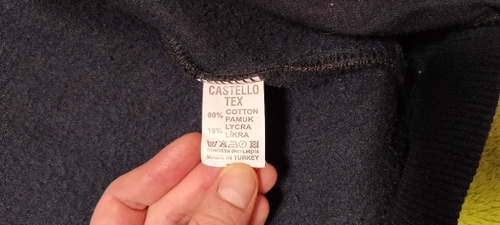 CASTELLO
TEX
90% COTTON
PAMUK
10% LYCRA
LİKRA
MADE IN TURKEY